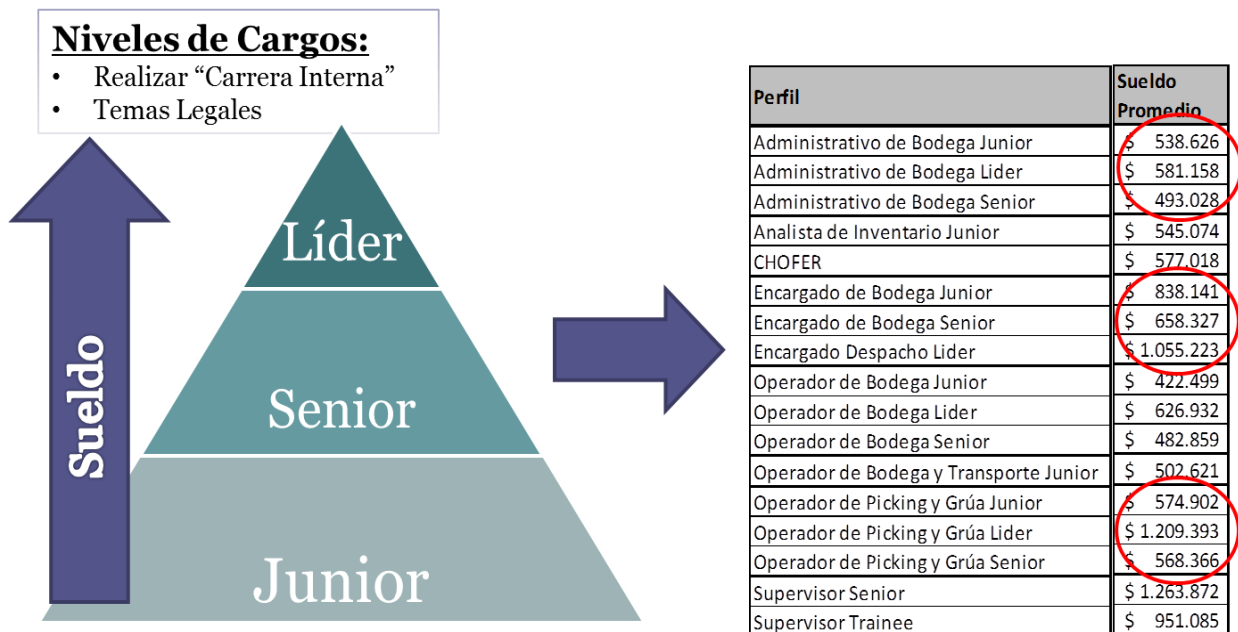 Niveles de Cargos:
• Realizar “Carrera Interna”
• Temas Legales
Sueldo
Líder
Senior
Junior
Perfil Sueldo Promedio
Administrativo de Bodega Junior $ 538.626
Administrativo de Bodega Lider $ 581.158
Administrativo de Bodega Senior $ 493.028
Analista de Inventario Junior $ 545.074
CHOFER $ 577.018
Encargado de Bodega Junior $ 838.141
Encargado de Bodega Senior $ 658.327
Encargado Despacho Lider $ 1.055.223
Operador de Bodega Junior $ 422.499
Operador de Bodega Lider $ 626.932
Operador de Bodega Senior $ 482.859
Operador de Bodega y Transporte Junior $ 502.621
Operador de Picking y Grúa Junior $ 574.902
Operador de Picking y Grúa Lider $ 1.209.393
Operador de Picking y Grúa Senior $ 568.366
Supervisor Senior $ 1.263.872
Supervisor Trainee $ 951.085